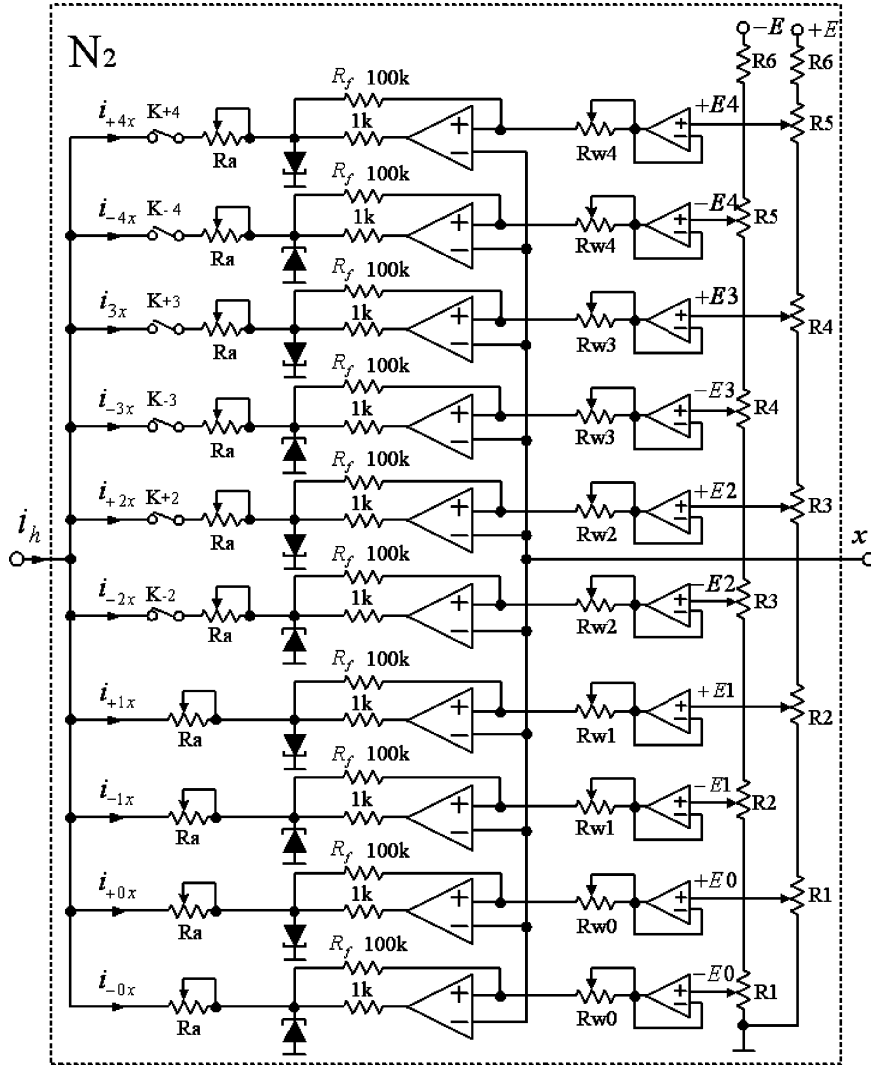 N2
−E +E
R6 R6
i+4x K+4 Ra Rf 100k 1k + − Rw4 + − +E4 R5
i−4x K-4 Ra Rf 100k 1k + − Rw4 + − −E4 R5
i3x K+3 Ra Rf 100k 1k + − Rw3 + − +E3 R4
i−3x K-3 Ra Rf 100k 1k + − Rw3 + − −E3 R4
i+2x K+2 Ra Rf 100k 1k + − Rw2 + − +E2 R3
ih x
i−2x K-2 Ra Rf 100k 1k + − Rw2 + − −E2 R3
i+1x Ra Rf 100k 1k + − Rw1 + − +E1 R2
i−1x Ra Rf 100k 1k + − Rw1 + − −E1 R2
i+0x Ra Rf 100k 1k + − Rw0 + − +E0 R1
i−0x Ra Rf 100k 1k + − Rw0 + − −E0 R1